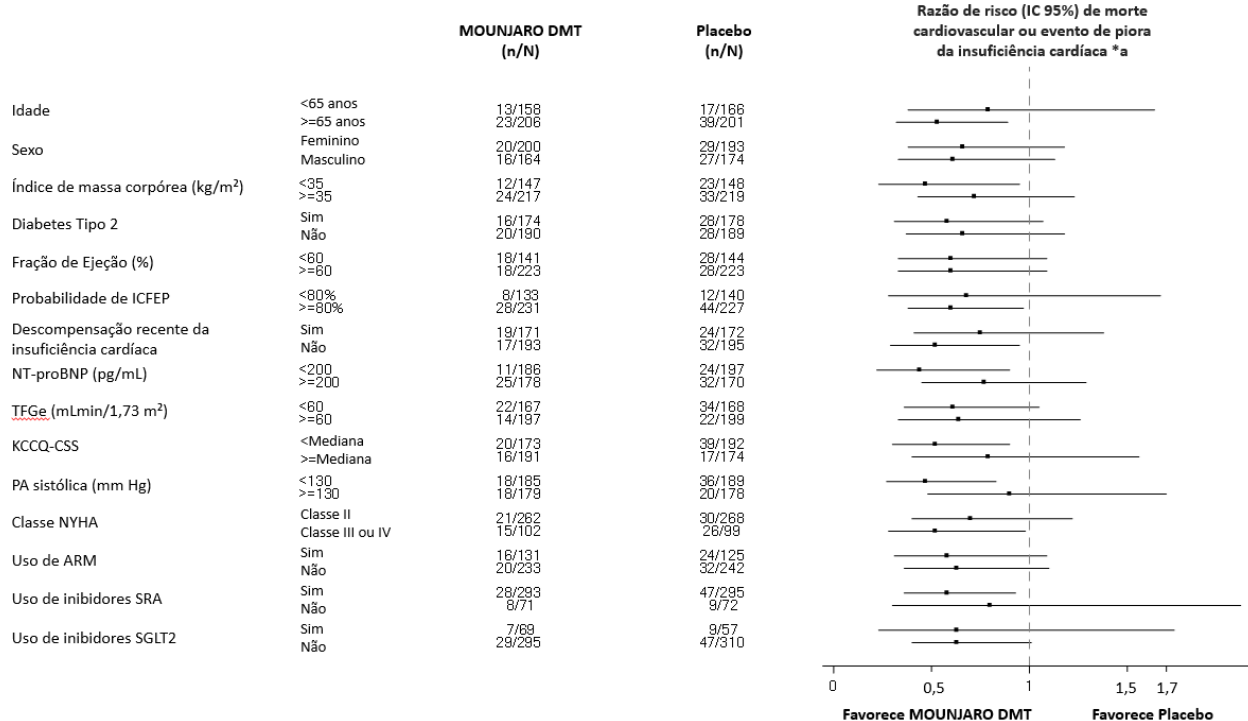 MOUNJARO DMT
(n/N)
Placebo
(n/N)
Razão de risco (IC 95%) de morte
cardiovascular ou evento de piora
da insuficiência cardíaca *a
Idade
<65 anos 13/158 17/166
>=65 anos 23/206 39/201
Sexo
Feminino 20/200 29/193
Masculino 16/164 27/174
Índice de massa corpórea (kg/m²)
<35 12/147 23/148
>=35 24/217 33/219
Diabetes Tipo 2
Sim 16/174 28/178
Não 20/190 28/189
Fração de Ejeção (%)
<60 18/141 28/144
>=60 18/223 28/223
Probabilidade de ICFEP
<80% 8/133 12/140
>=80% 28/231 44/227
Descompensação recente da
insuficiência cardíaca
Sim 19/171 24/172
Não 17/193 32/195
NT-proBNP (pg/mL)
<200 11/186 24/197
>=200 25/178 32/170
TFGe (mLmin/1,73 m²)
<60 22/167 34/168
>=60 14/197 22/199
KCCQ-CSS
<Mediana 20/173 39/192
>=Mediana 16/191 17/174
PA sistólica (mm Hg)
<130 18/185 36/189
>=130 18/179 20/178
Classe NYHA
Classe II 21/262 30/268
Classe III ou IV 15/102 26/99
Uso de ARM
Sim 16/131 24/125
Não 20/233 32/242
Uso de inibidores SRA
Sim 28/293 47/295
Não 8/71 9/72
Uso de inibidores SGLT2
Sim 7/69 9/57
Não 29/295 47/310
0 0,5 1 1,5 1,7
Favorece MOUNJARO DMT Favorece Placebo